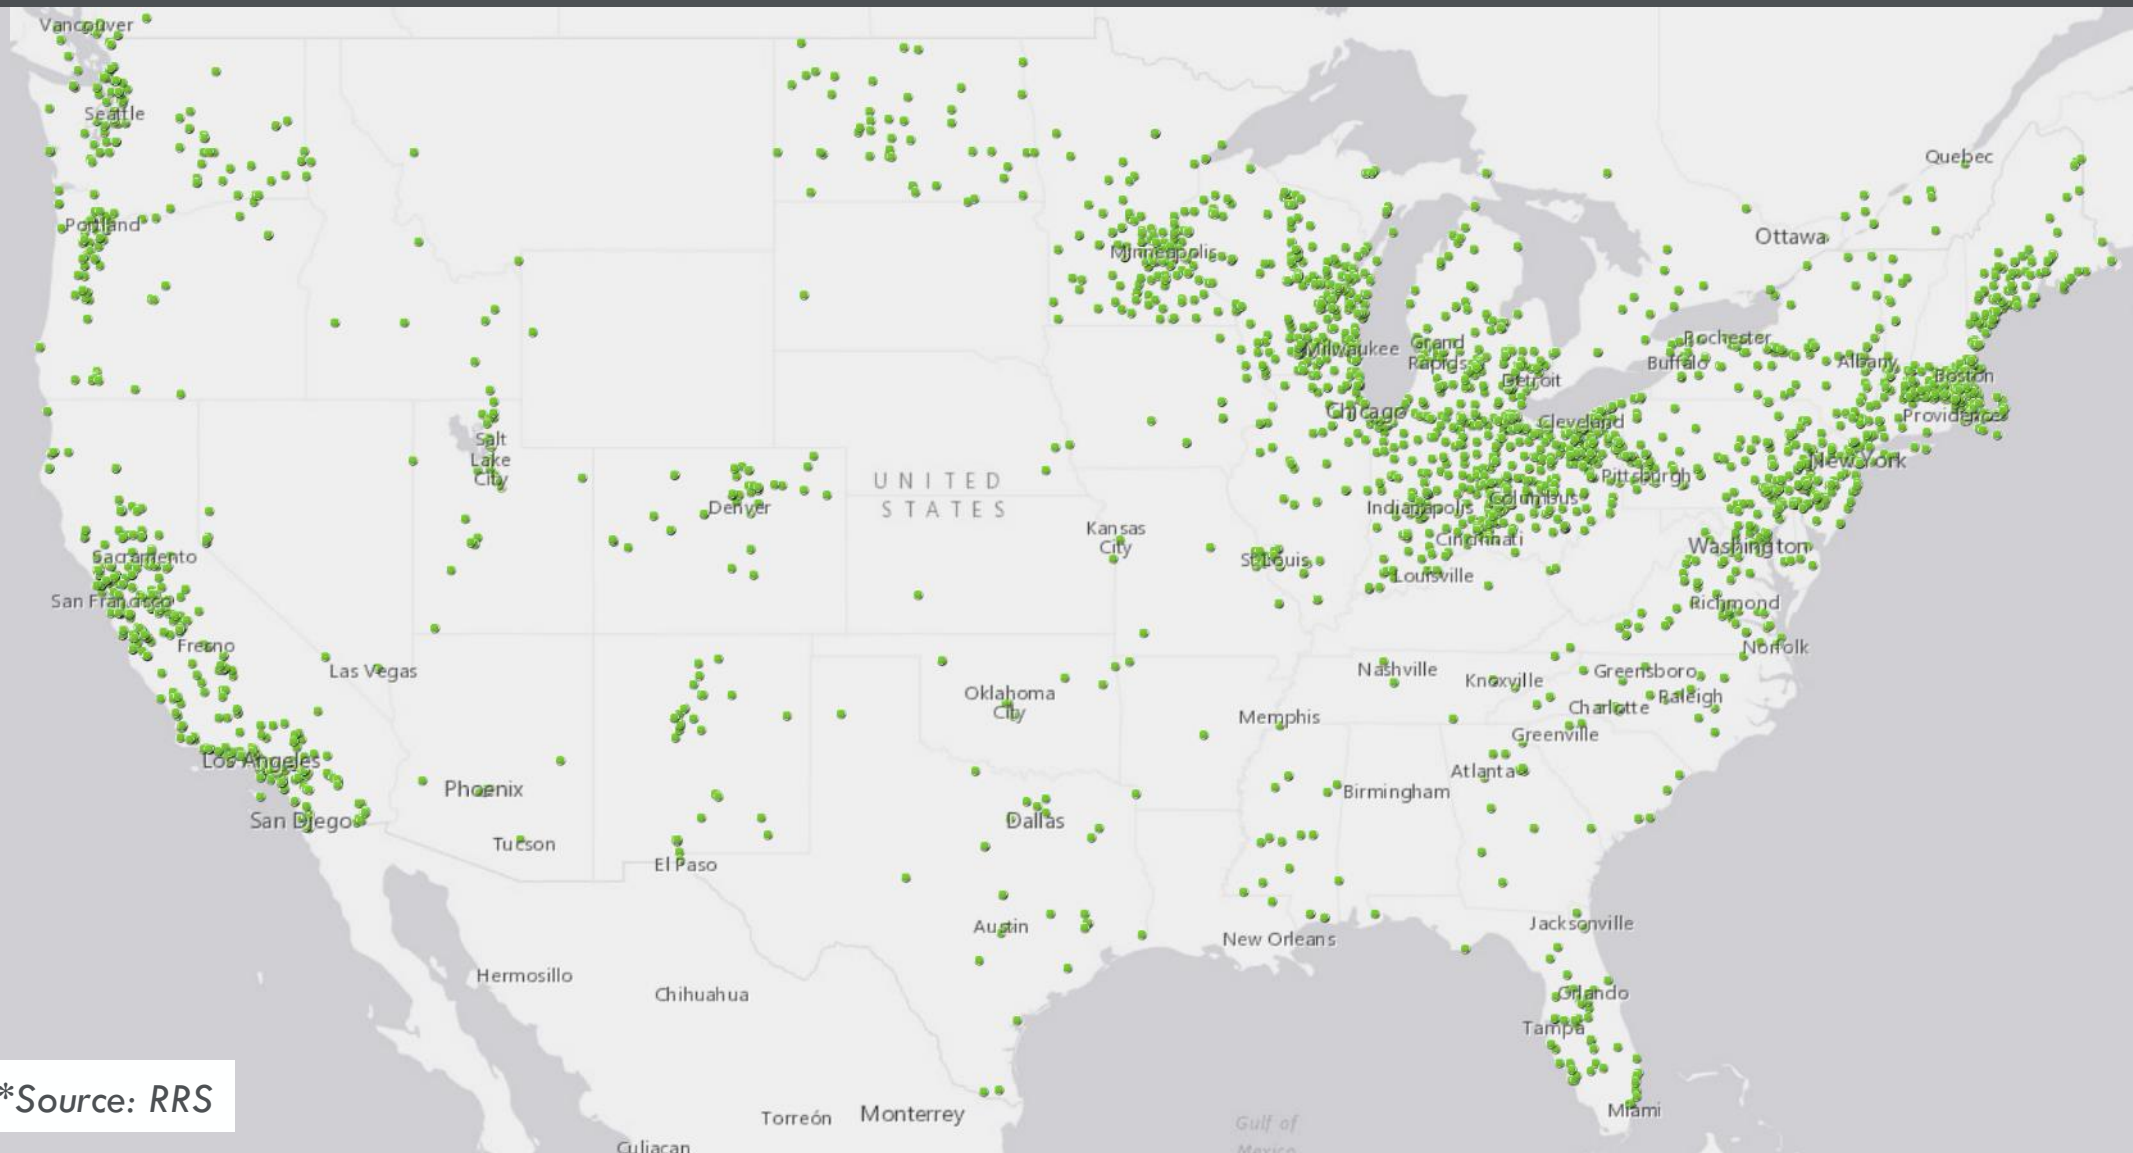 Vancouver
Seattle
Portland
Quebec
Ottawa
Minneapolis
Milwaukee
Grand
Rapids
Detroit
Rochester
Buffalo
Albany
Boston
Providence
Chicago
Cleveland
New York
Pittsburgh
Salt
Lake
City
Denver
UNITED
STATES
Kansas
City
St Louis
Indianapolis
Columbus
Cincinnati
Louisville
Washington
Richmond
Norfolk
Sacramento
San Francisco
Fresno
Las Vegas
Nashville
Knoxville
Greensboro
Raleigh
Charlotte
Greenville
Oklahoma
City
Memphis
Los Angeles
San Diego
Phoenix
Tucson
El Paso
Dallas
Birmingham
Atlanta
Austin
New Orleans
Jacksonville
Orlando
Tampa
Miami
Hermosillo
Chihuahua
Torreón
Monterrey
Culiacan
Gulf of
Mexico
*Source: RRS